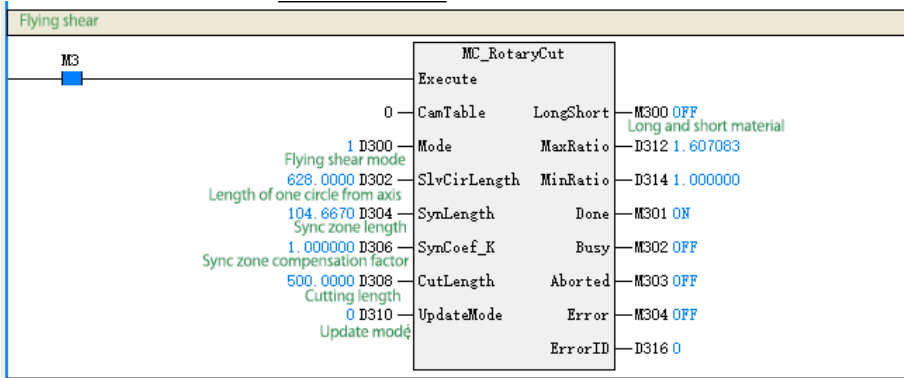 Flying shear
MC_RotaryCut
M3
Execute
0 CamTable LongShort M300 OFF
Long and short material
1 D300 Mode MaxRatio D312 1.607083
Flying shear mode
628.0000 D302 SlvCirLength MinRatio D314 1.000000
Length of one circle from axis
104.6670 D304 SynLength Done M301 ON
Sync zone length
1.000000 D306 SynCoef_K Busy M302 OFF
Sync zone compensation factor
500.0000 D308 CutLength Aborted M303 OFF
Cutting length
0 D310 UpdateMode Error M304 OFF
Update mode
ErrorID D316 0